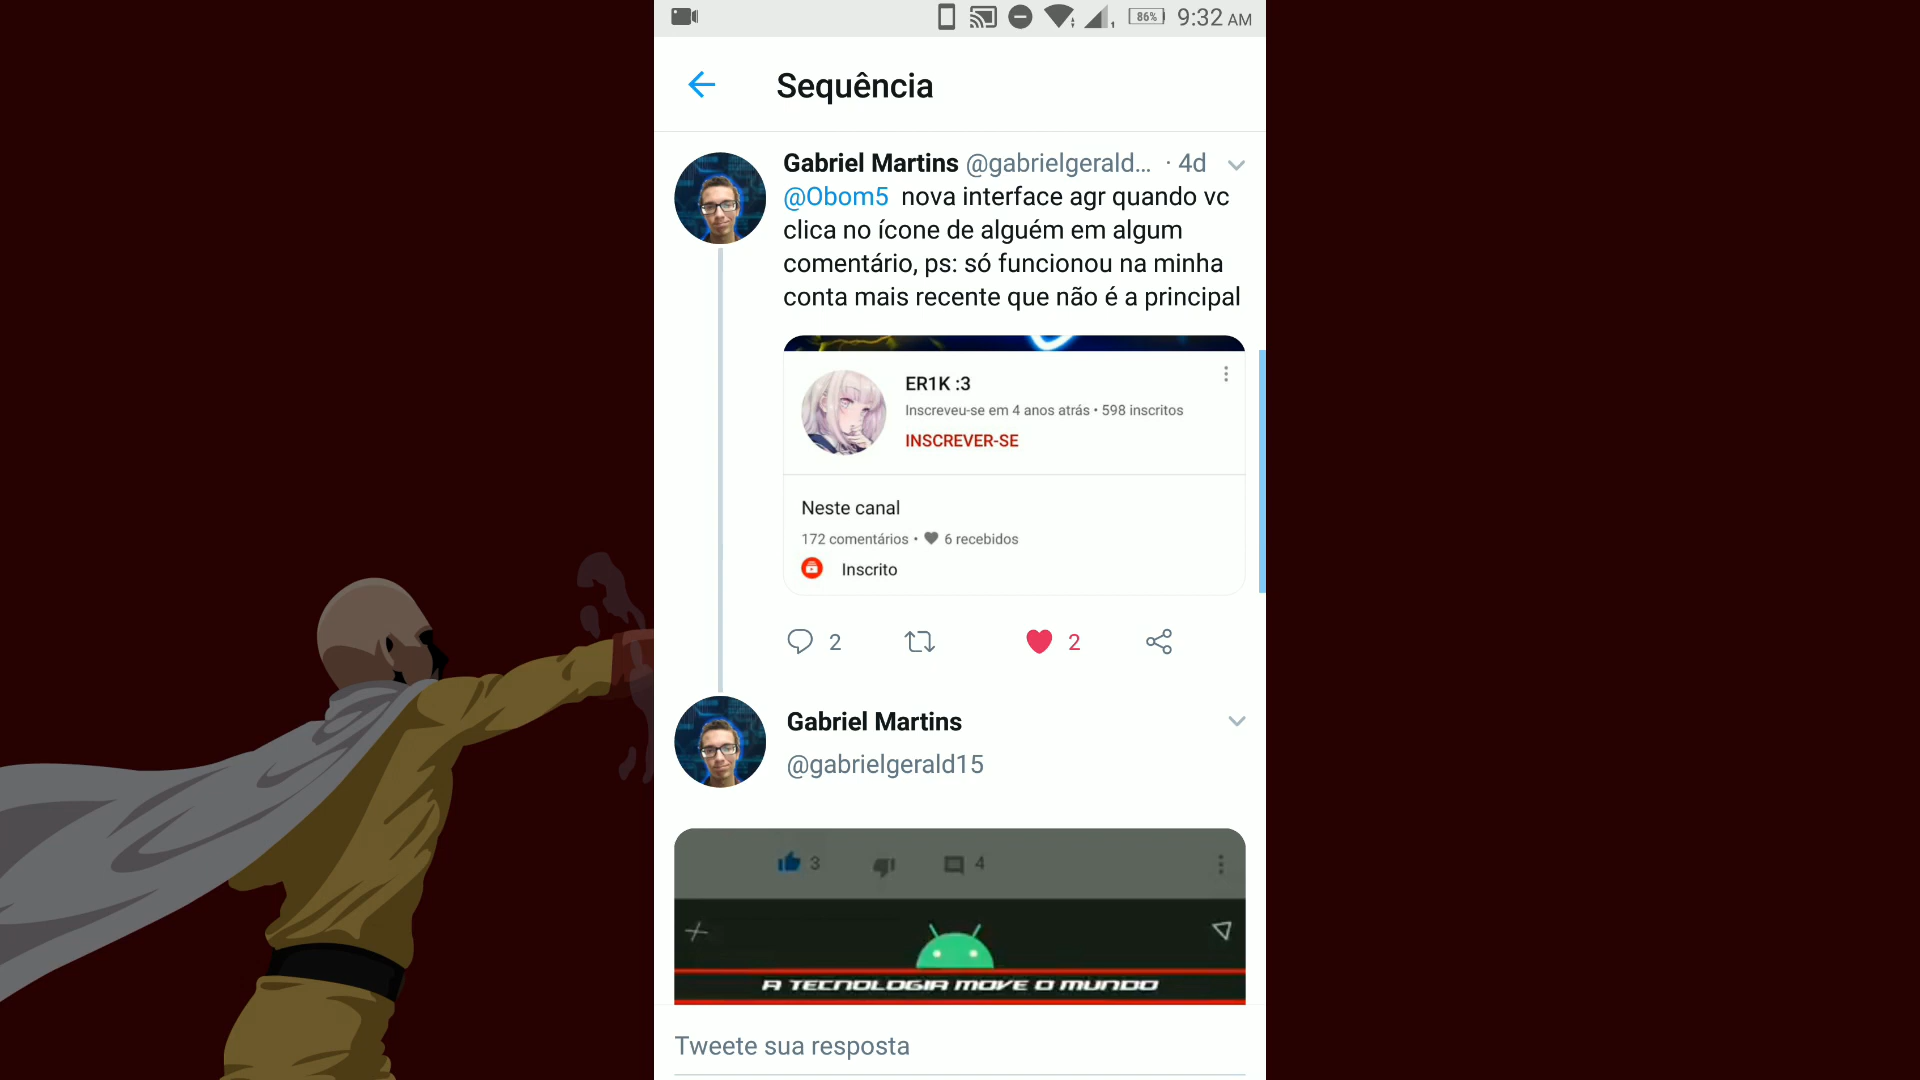 86% 9:32 AM
Sequência
Gabriel Martins @gabrielgerald... · 4d
@Obom5 nova interface agr quando vc
clica no ícone de alguém em algum
comentário, ps: só funcionou na minha
conta mais recente que não é a principal
ER1K :3
Inscreveu-se em 4 anos atrás • 598 inscritos
INSCREVER-SE
Neste canal
172 comentários • 6 recebidos
Inscrito
2 2
Gabriel Martins
@gabrielgerald15
3 4
A TECNOLOGIA MOVE O MUNDO
Tweete sua resposta